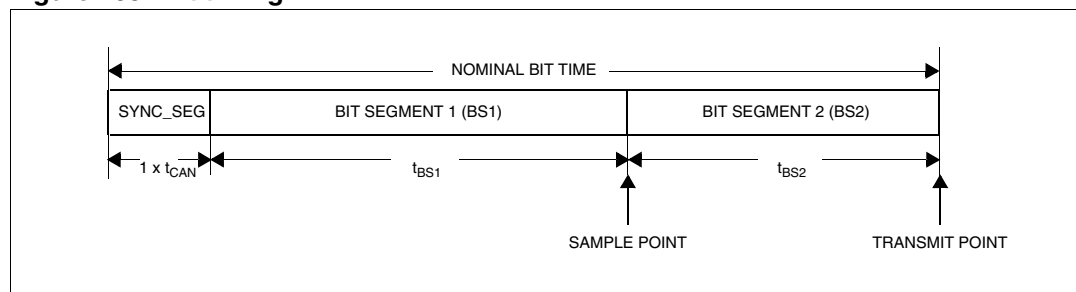 NOMINAL BIT TIME
SYNC_SEG BIT SEGMENT 1 (BS1) BIT SEGMENT 2 (BS2)
1 x tCAN tBS1 tBS2
SAMPLE POINT TRANSMIT POINT